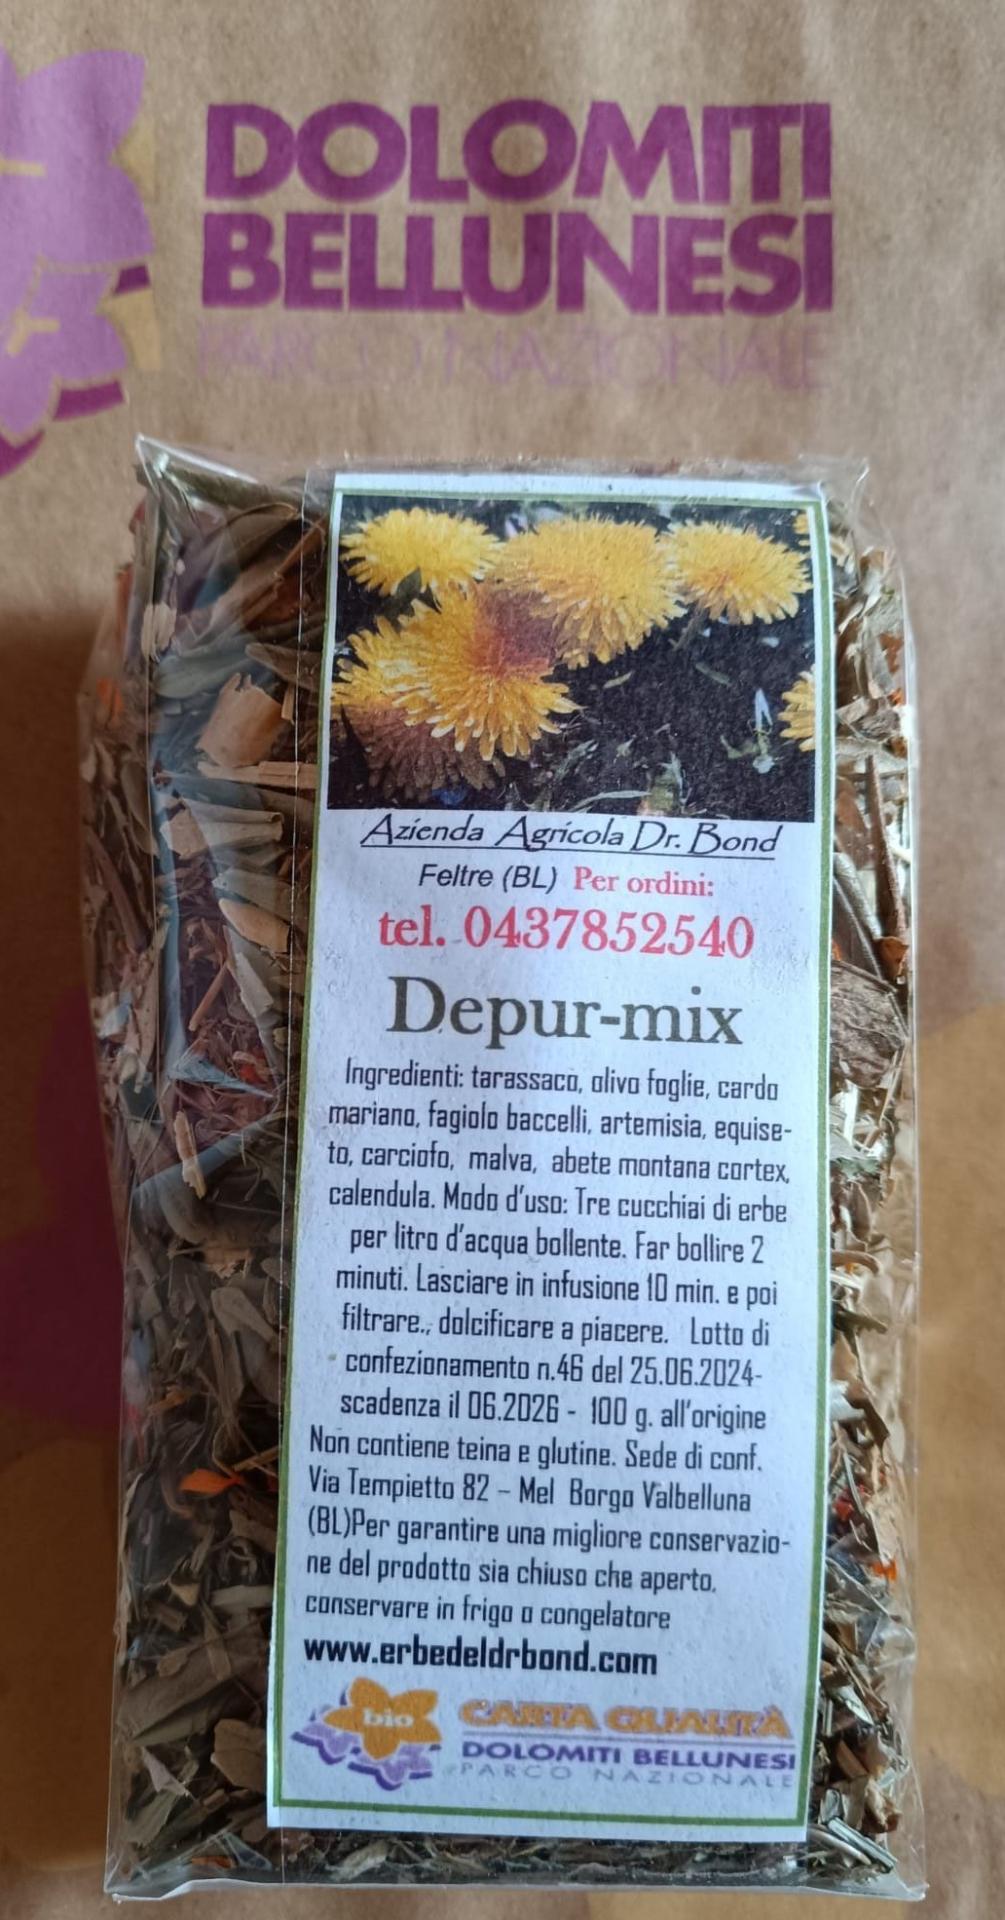 DOLOMITI
BELLUNESI
PARCO NAZIONALE
Azienda Agricola Dr. Bond
Feltre (BL) Per ordini:
tel. 0437852540
Depur-mix
Ingredienti: tarassaco, olivo foglie, cardo
mariano, fagiolo baccelli, artemisia, equise-
to, carciofo, malva, abete montana cortex,
calendula. Modo d'uso: Tre cucchiai di erbe
per litro d'acqua bollente. Far bollire 2
minuti. Lasciare in infusione 10 min. e poi
filtrare., dolcificare a piacere. Lotto di
confezionamento n.46 del 25.06.2024-
scadenza il 06.2026 - 100 g. all'origine
Non contiene teina e glutine. Sede di conf.
Via Tempietto 82 – Mel Borgo Valbelluna
(BL)Per garantire una migliore conservazio-
ne del prodotto sia chiuso che aperto,
conservare in frigo o congelatore
www.erbedeldrbond.com
bio CARTA QUALITÀ
DOLOMITI BELLUNESI
PARCO NAZIONALE